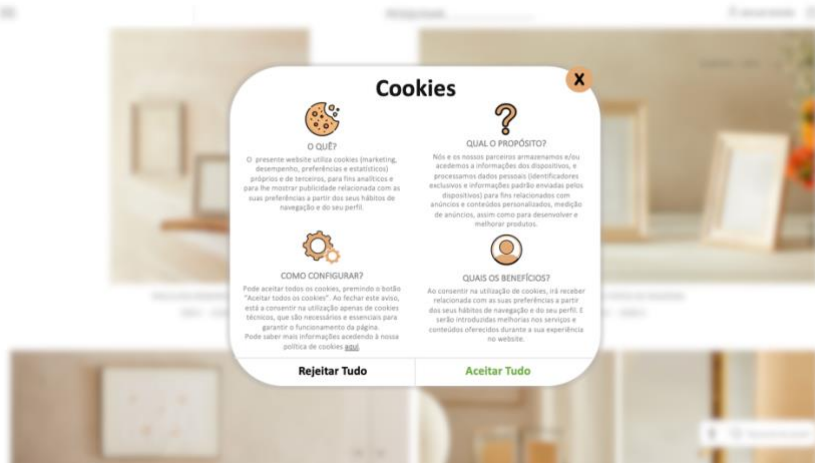 Cookies
X
O QUÊ?
O presente website utiliza cookies (marketing,
desempenho, preferências e estatísticos)
próprios e de terceiros, para fins analíticos e
para lhe mostrar publicidade relacionada com as
suas preferências a partir dos seus hábitos de
navegação e do seu perfil.
QUAL O PROPÓSITO?
Nós e os nossos parceiros armazenamos e/ou
acedemos a informações dos dispositivos, e
processamos dados pessoais (identificadores
exclusivos e informações padrão enviadas pelos
dispositivos) para fins relacionados com
anúncios e conteúdos personalizados, medição
de anúncios, assim como para desenvolver e
melhorar produtos.
COMO CONFIGURAR?
Pode aceitar todos os cookies, premindo o botão
"Aceitar todos os cookies". Ao fechar este aviso,
está a consentir na utilização apenas de cookies
técnicos, que são necessários e essenciais para
garantir o funcionamento da página.
Pode saber mais informações acedendo à nossa
política de cookies aqui.
QUAIS OS BENEFÍCIOS?
Ao consentir na utilização de cookies, irá receber
relacionada com as suas preferências a partir
dos seus hábitos de navegação e do seu perfil. E
serão introduzidas melhorias nos serviços e
conteúdos oferecidos durante a sua experiência
no website.
Rejeitar Tudo
Aceitar Tudo